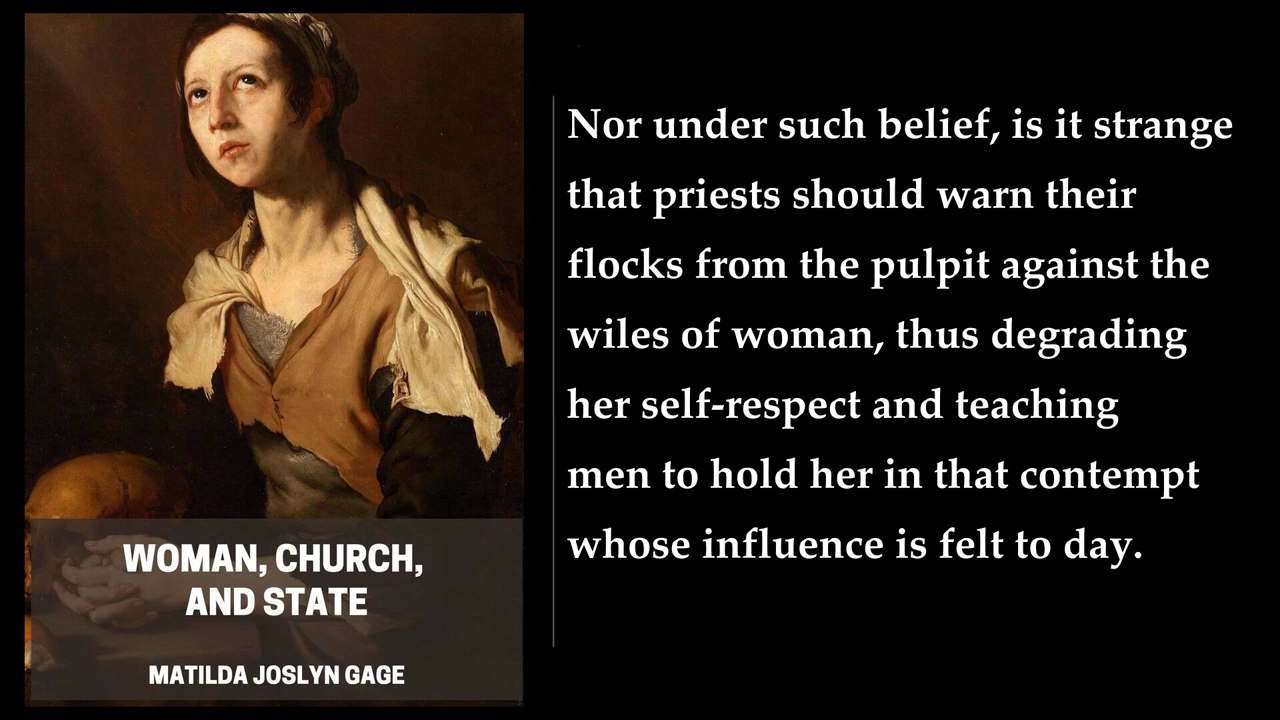 WOMAN, CHURCH,
AND STATE
MATILDA JOSLYN GAGE
Nor under such belief, is it strange
that priests should warn their
flocks from the pulpit against the
wiles of woman, thus degrading
her self-respect and teaching
men to hold her in that contempt
whose influence is felt to day.